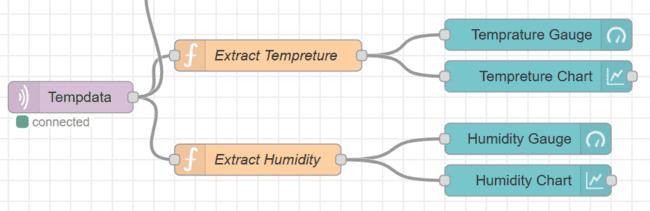 Temprature Gauge
Extract Tempreture
Tempreture Chart
Tempdata
connected
Humidity Gauge
Extract Humidity
Humidity Chart